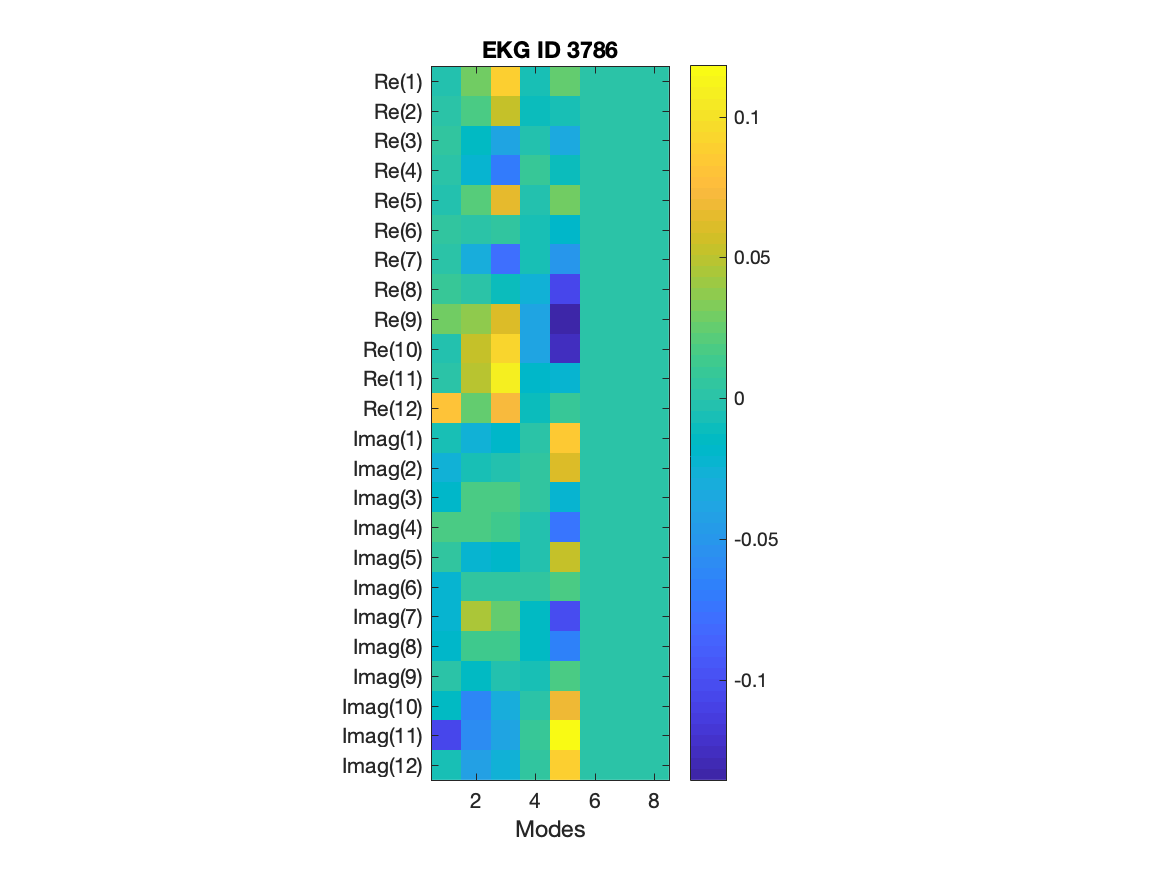 EKG ID 3786
Re(1)
Re(2)
Re(3)
Re(4)
Re(5)
Re(6)
Re(7)
Re(8)
Re(9)
Re(10)
Re(11)
Re(12)
Imag(1)
Imag(2)
Imag(3)
Imag(4)
Imag(5)
Imag(6)
Imag(7)
Imag(8)
Imag(9)
Imag(10)
Imag(11)
Imag(12)
2 4 6 8
Modes
0.1
0.05
0
-0.05
-0.1